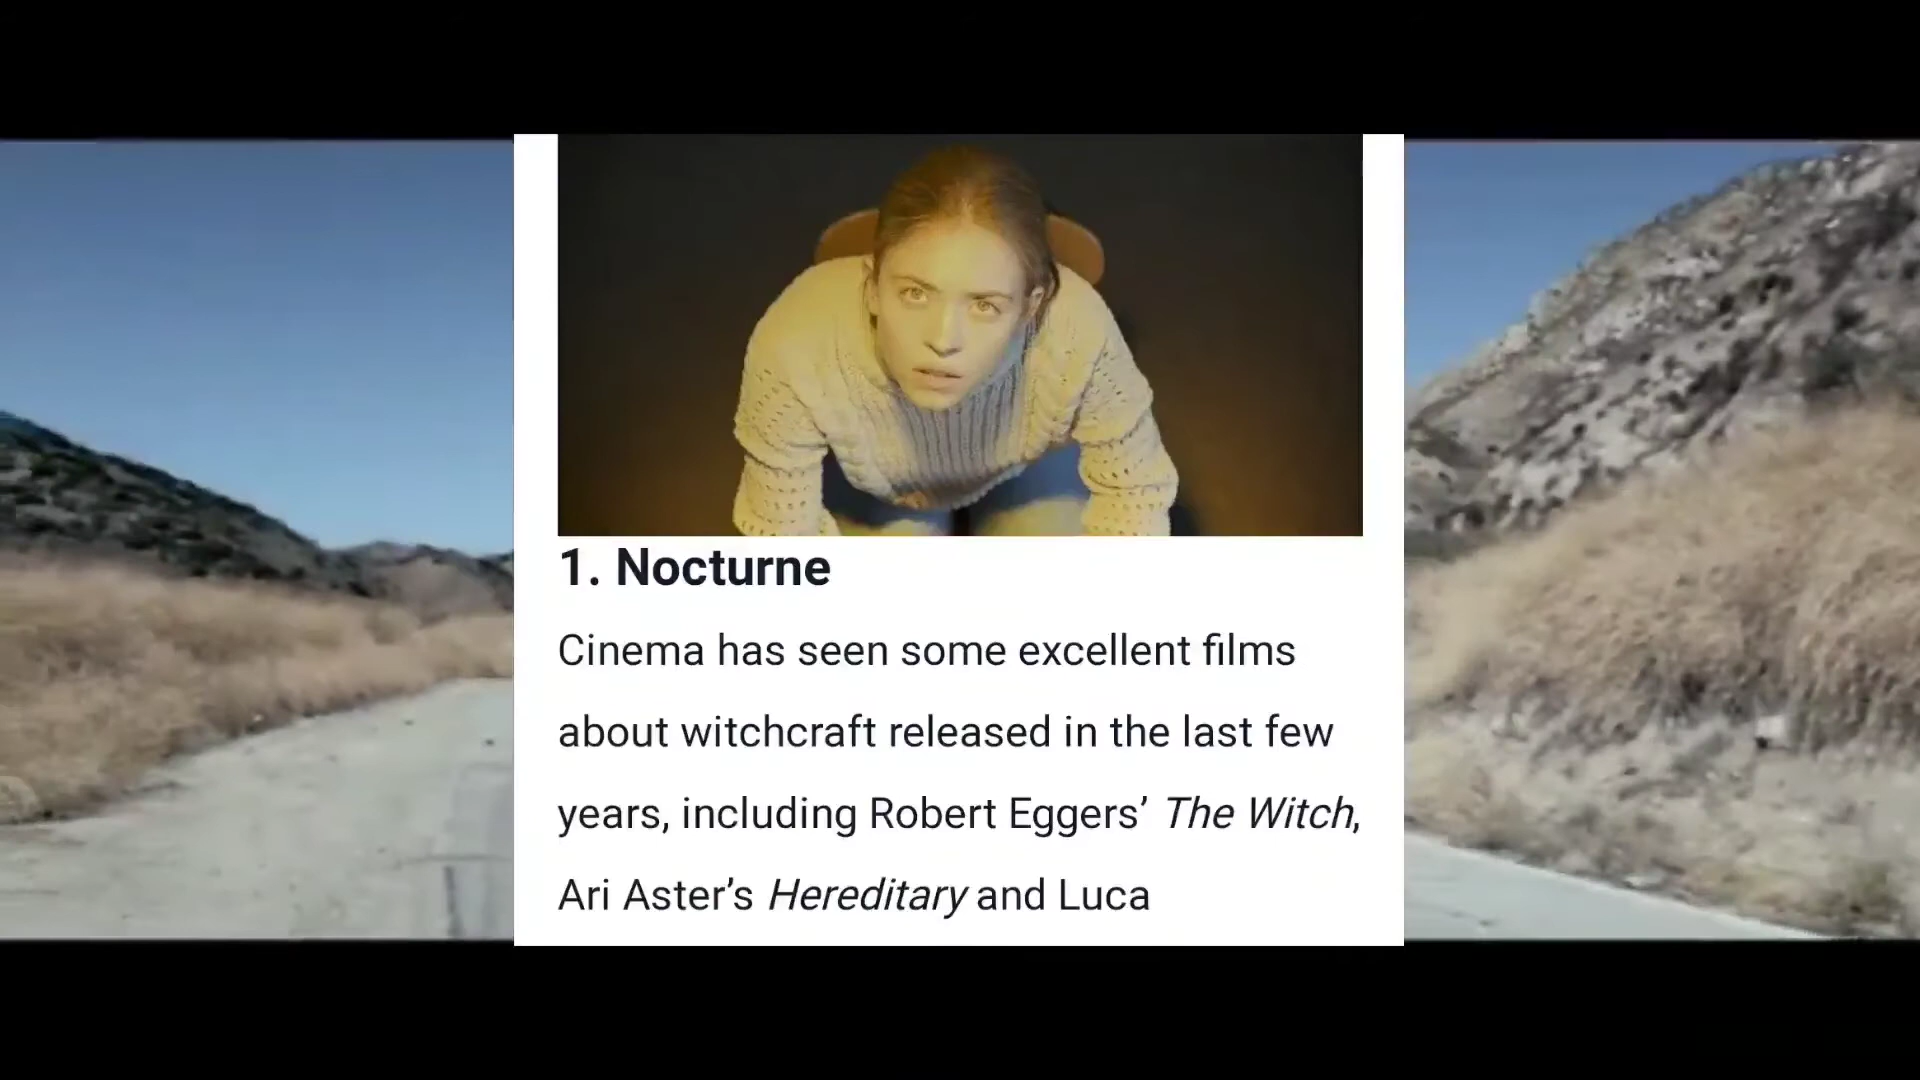 1. Nocturne
Cinema has seen some excellent films
about witchcraft released in the last few
years, including Robert Eggers’ The Witch,
Ari Aster’s Hereditary and Luca